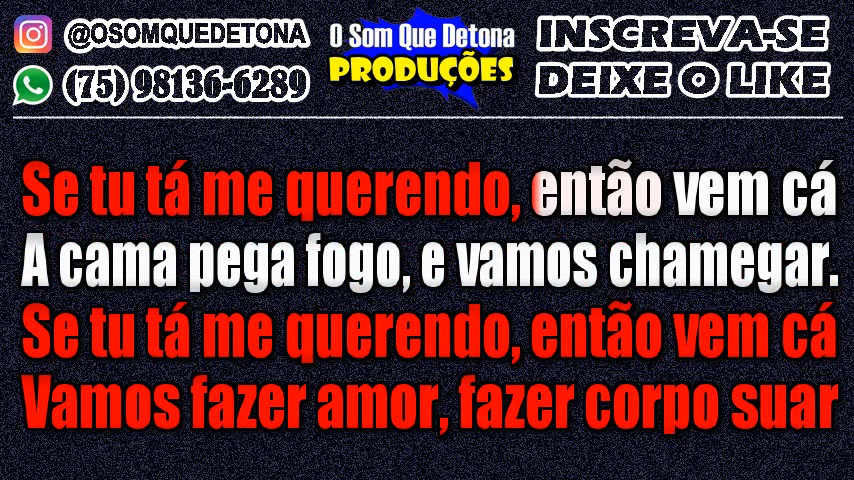 @OSOMQUEDETONA
(75) 98136-6289
O Som Que Detona
PRODUÇÕES
INSCREVA-SE
DEIXE O LIKE
Se tu tá me querendo, então vem cá
A cama pega fogo, e vamos chamegar.
Se tu tá me querendo, então vem cá
Vamos fazer amor, fazer corpo suar